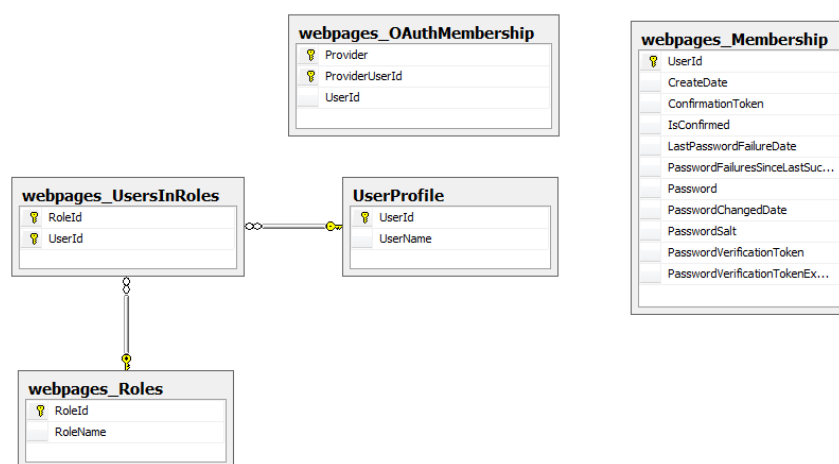 webpages_OAuthMembership
Provider
ProviderUserId
UserId
webpages_Membership
UserId
CreateDate
ConfirmationToken
IsConfirmed
LastPasswordFailureDate
PasswordFailuresSinceLastSuc...
Password
PasswordChangedDate
PasswordSalt
PasswordVerificationToken
PasswordVerificationTokenEx...
webpages_UsersInRoles
RoleId
UserId
UserProfile
UserId
UserName
webpages_Roles
RoleId
RoleName